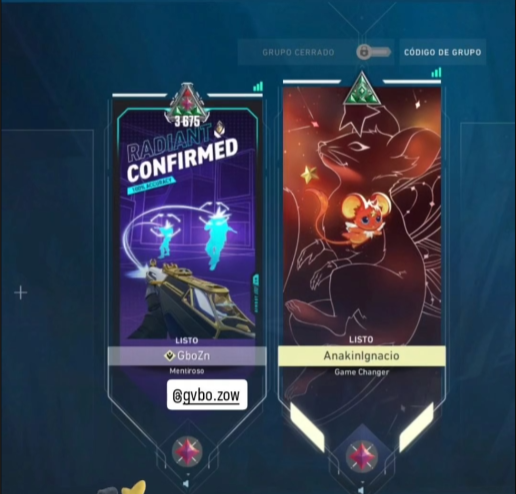 GRUPO CERRADO
CÓDIGO DE GRUPO
3 675
RADIANT
CONFIRMED
100% ACCURACY
LISTO
GboZn
Mentiroso
@gvbo.zow
LISTO
AnakinIgnacio
Game Changer